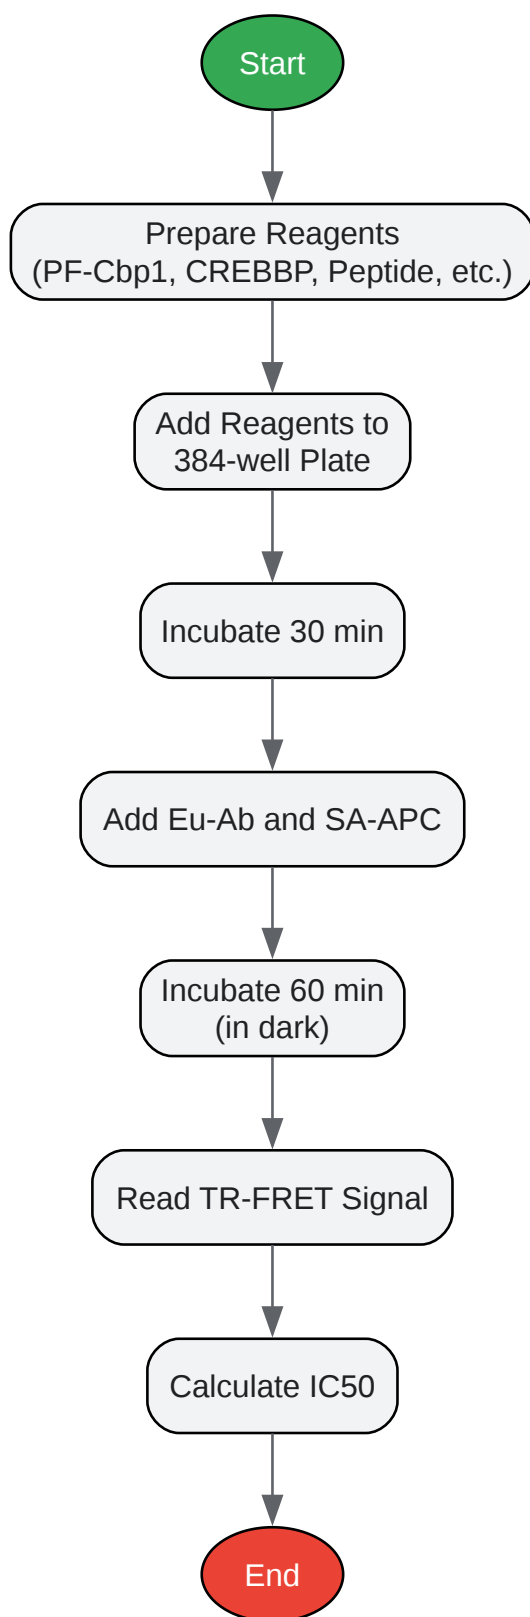 Start
Prepare Reagents
(PF-Cbp1, CREBBP, Peptide, etc.)
Add Reagents to
384-well Plate
Incubate 30 min
Add Eu-Ab and SA-APC
Incubate 60 min
(in dark)
Read TR-FRET Signal
Calculate IC50
End